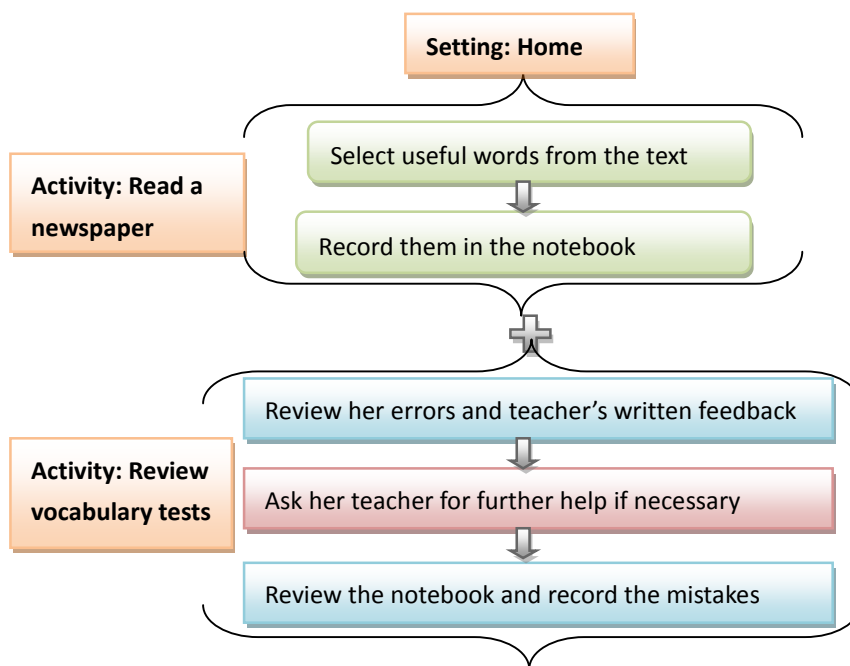 Setting: Home
Select useful words from the text
Activity: Read a
newspaper
Record them in the notebook
Review her errors and teacher’s written feedback
Activity: Review
vocabulary tests
Ask her teacher for further help if necessary
Review the notebook and record the mistakes